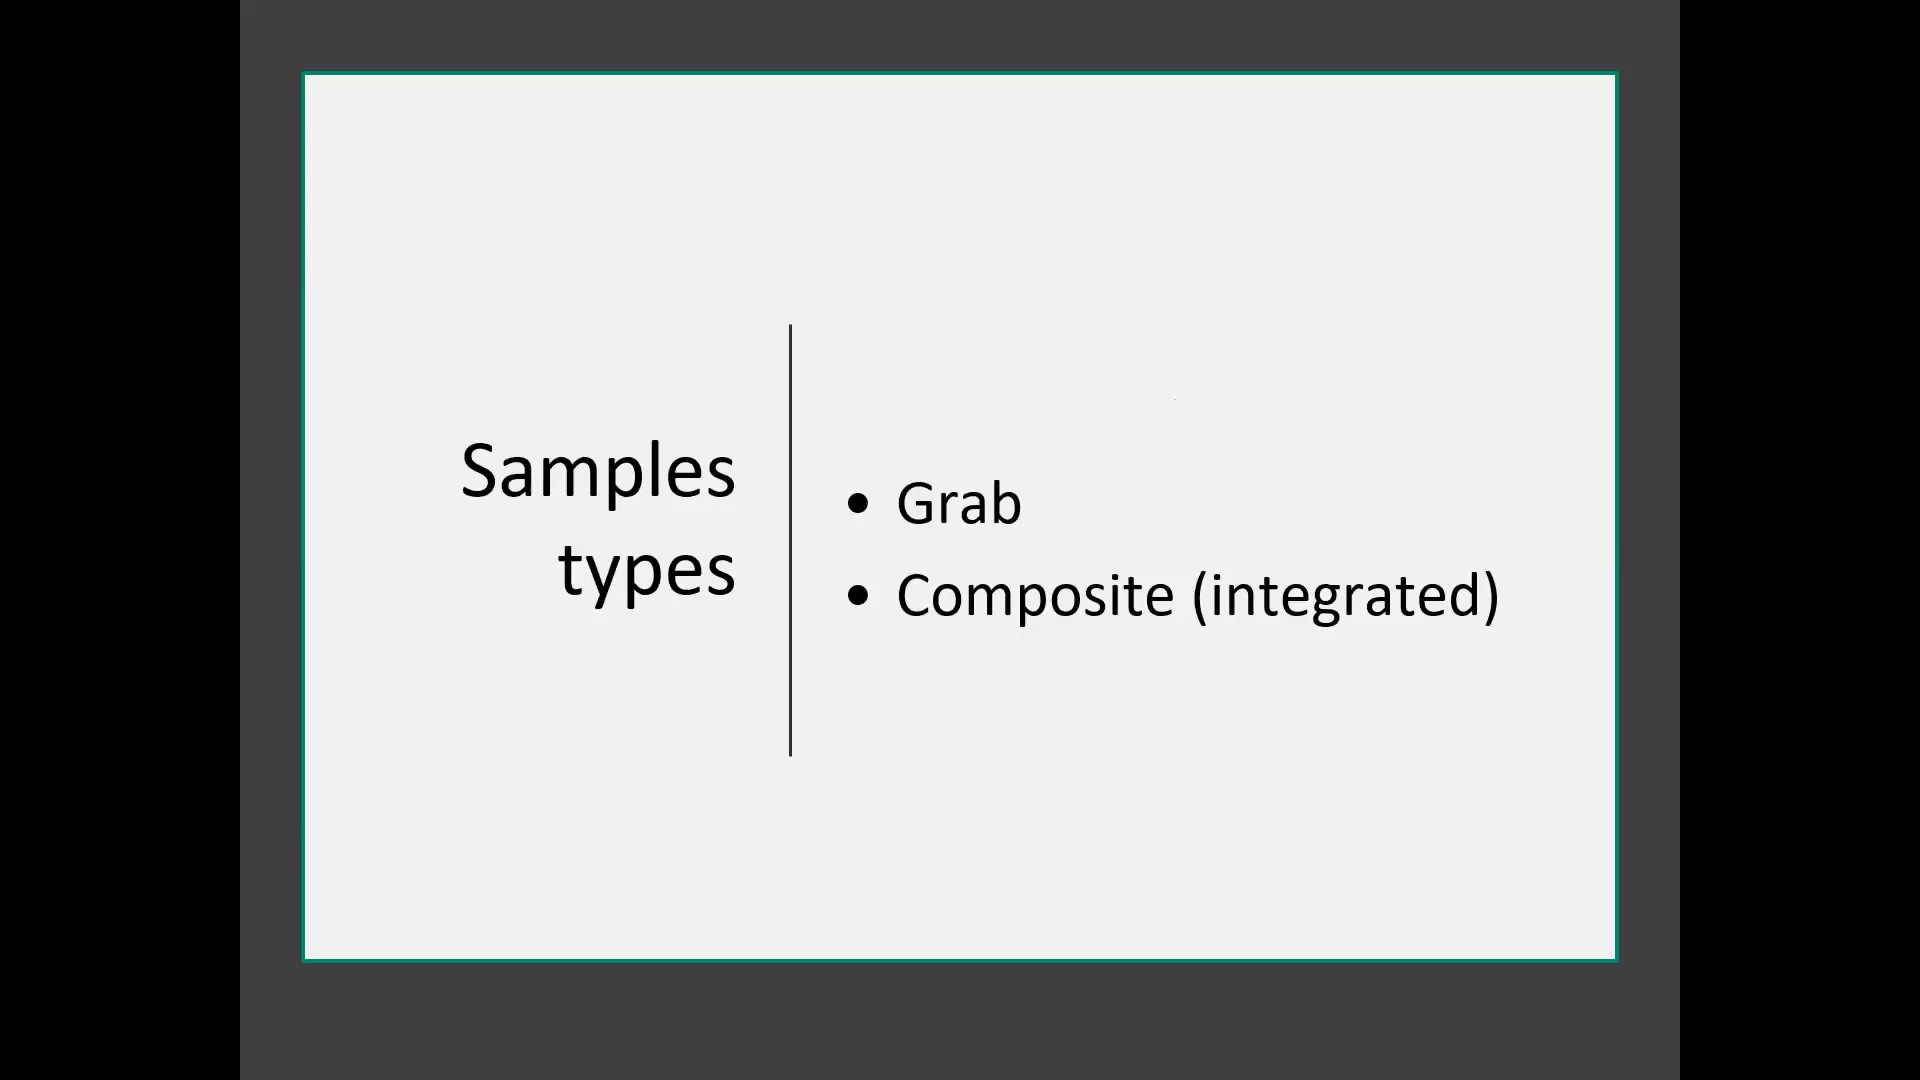 Samples
types
• Grab
• Composite (integrated)